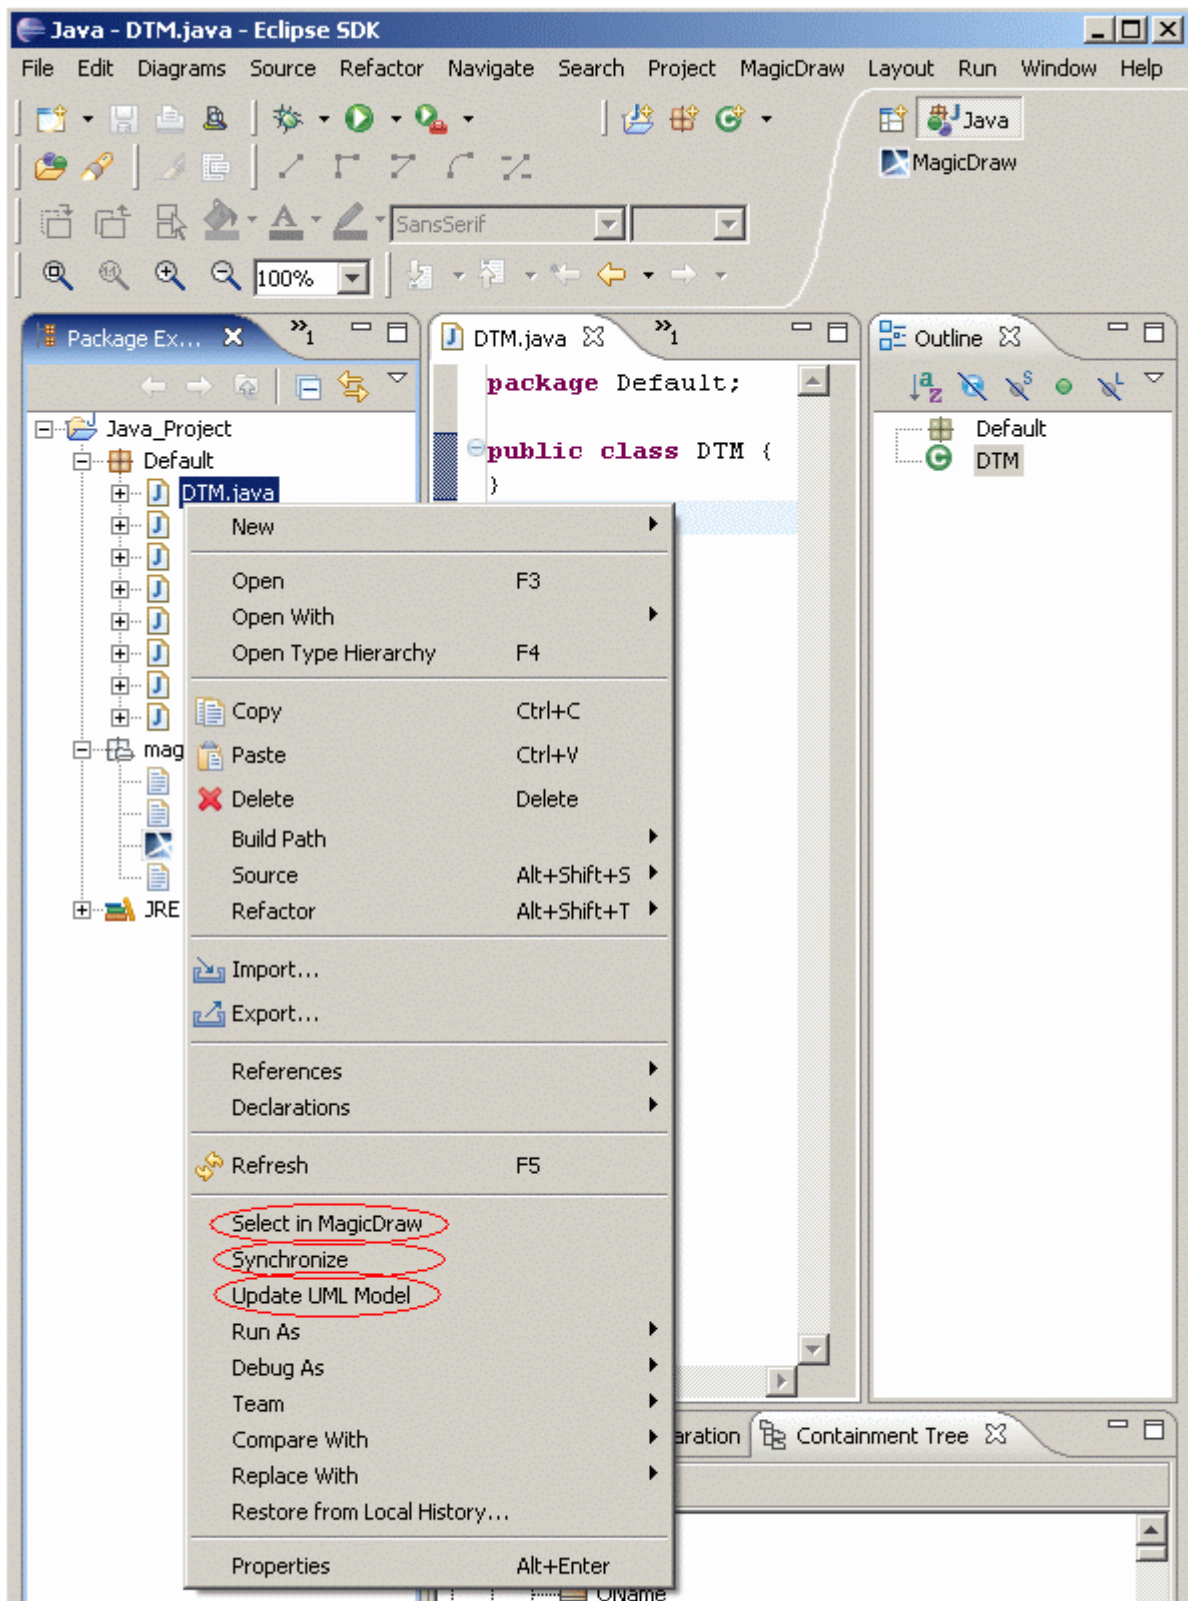 Java - DTM.java - Eclipse SDK
File Edit Diagrams Source Refactor Navigate Search Project MagicDraw Layout Run Window Help
Java
MagicDraw
SansSerif
100%
Package Ex... »1
DTM.java »1
Outline
package Default;
public class DTM {
}
Default
DTM
Java_Project
Default
DTM.java
mag
JRE
New
Open F3
Open With
Open Type Hierarchy F4
Copy Ctrl+C
Paste Ctrl+V
Delete Delete
Build Path
Source Alt+Shift+S
Refactor Alt+Shift+T
Import...
Export...
References
Declarations
Refresh F5
Select in MagicDraw
Synchronize
Update UML Model
Run As
Debug As
Team
Compare With
Replace With
Restore from Local History...
Properties Alt+Enter
aration Containment Tree
OName